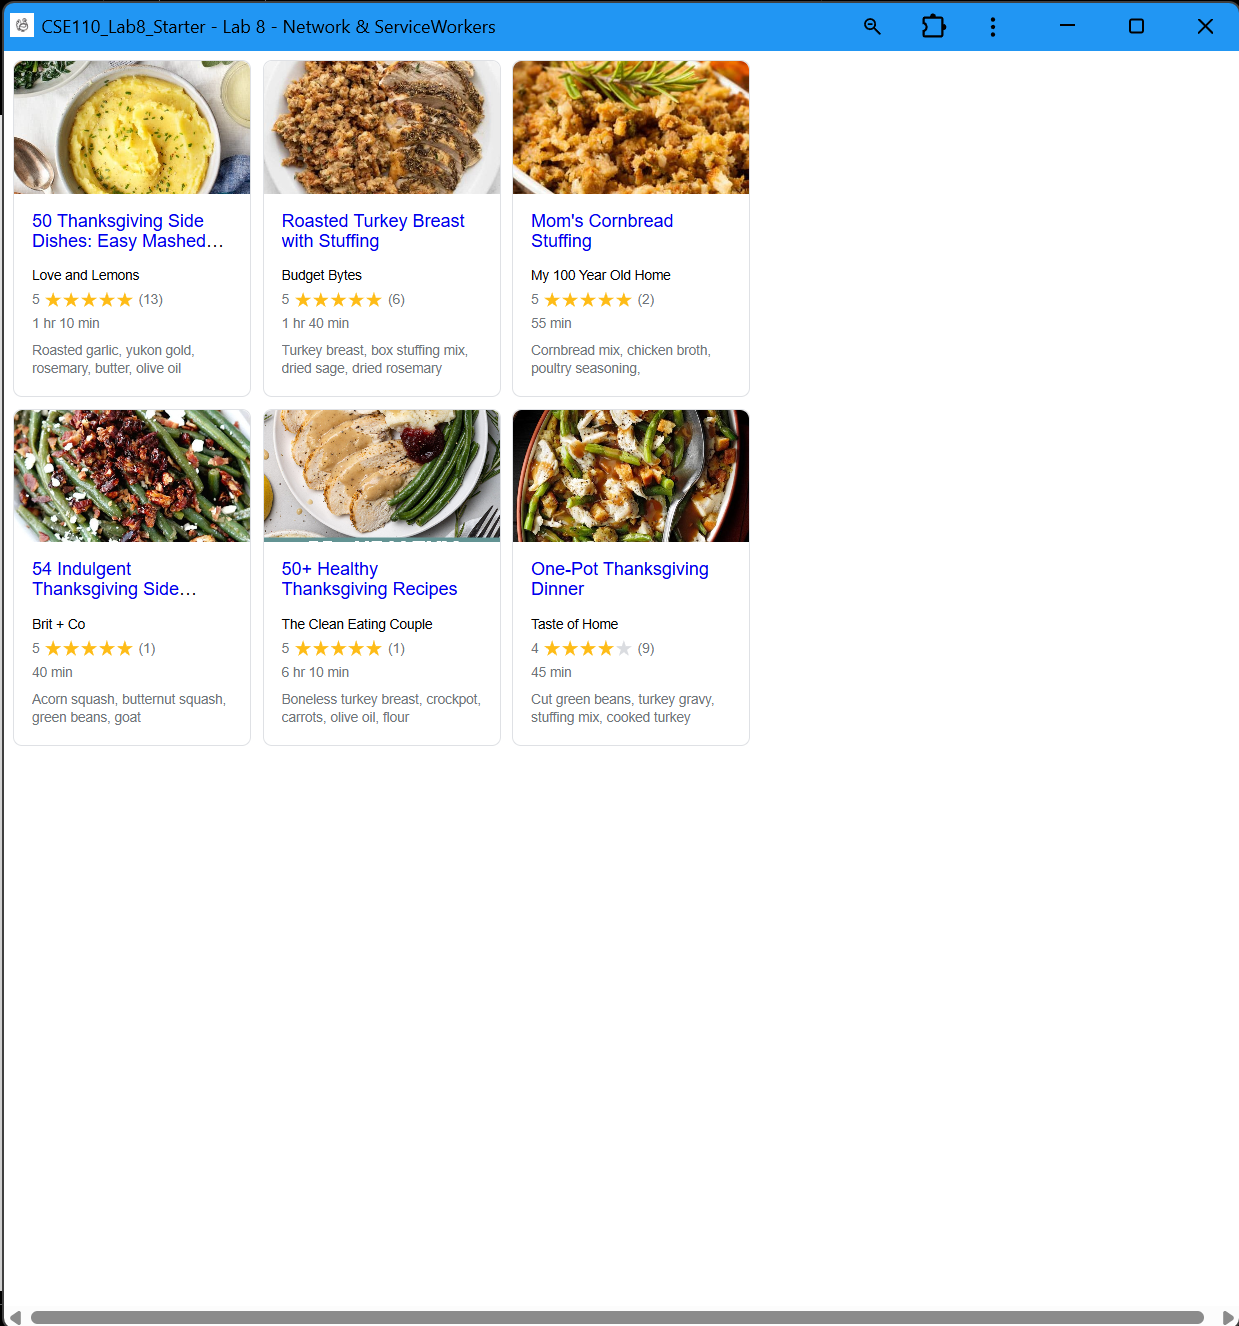 CSE110_Lab8_Starter - Lab 8 - Network & ServiceWorkers
50 Thanksgiving Side
Dishes: Easy Mashed…
Love and Lemons
5 ★★★★★ (13)
1 hr 10 min
Roasted garlic, yukon gold,
rosemary, butter, olive oil
Roasted Turkey Breast
with Stuffing
Budget Bytes
5 ★★★★★ (6)
1 hr 40 min
Turkey breast, box stuffing mix,
dried sage, dried rosemary
Mom's Cornbread
Stuffing
My 100 Year Old Home
5 ★★★★★ (2)
55 min
Cornbread mix, chicken broth,
poultry seasoning,
54 Indulgent
Thanksgiving Side…
Brit + Co
5 ★★★★★ (1)
40 min
Acorn squash, butternut squash,
green beans, goat
50+ Healthy
Thanksgiving Recipes
The Clean Eating Couple
5 ★★★★★ (1)
6 hr 10 min
Boneless turkey breast, crockpot,
carrots, olive oil, flour
One-Pot Thanksgiving
Dinner
Taste of Home
4 ★★★★★ (9)
45 min
Cut green beans, turkey gravy,
stuffing mix, cooked turkey